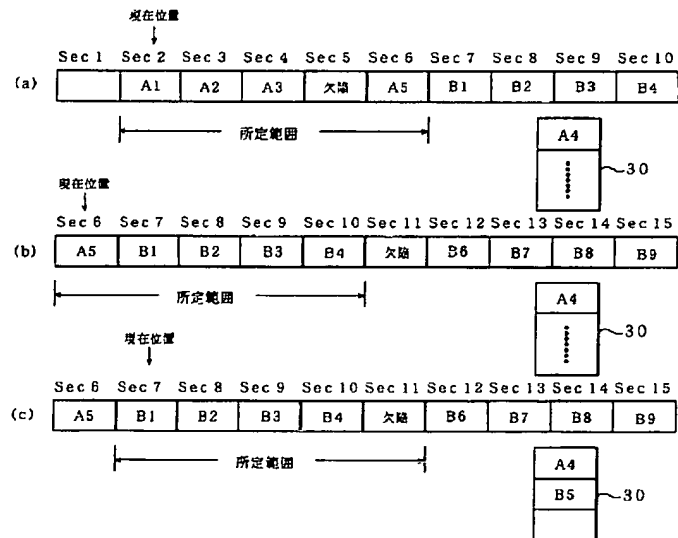 現在位置
Sec 1 Sec 2 Sec 3 Sec 4 Sec 5 Sec 6 Sec 7 Sec 8 Sec 9 Sec 10
(a) A1 A2 A3 欠陥 A5 B1 B2 B3 B4
所定範囲
A4
30
現在位置
Sec 6 Sec 7 Sec 8 Sec 9 Sec 10 Sec 11 Sec 12 Sec 13 Sec 14 Sec 15
(b) A5 B1 B2 B3 B4 欠陥 B6 B7 B8 B9
所定範囲
A4
30
現在位置
Sec 6 Sec 7 Sec 8 Sec 9 Sec 10 Sec 11 Sec 12 Sec 13 Sec 14 Sec 15
(c) A5 B1 B2 B3 B4 欠陥 B6 B7 B8 B9
所定範囲
A4
B5
30